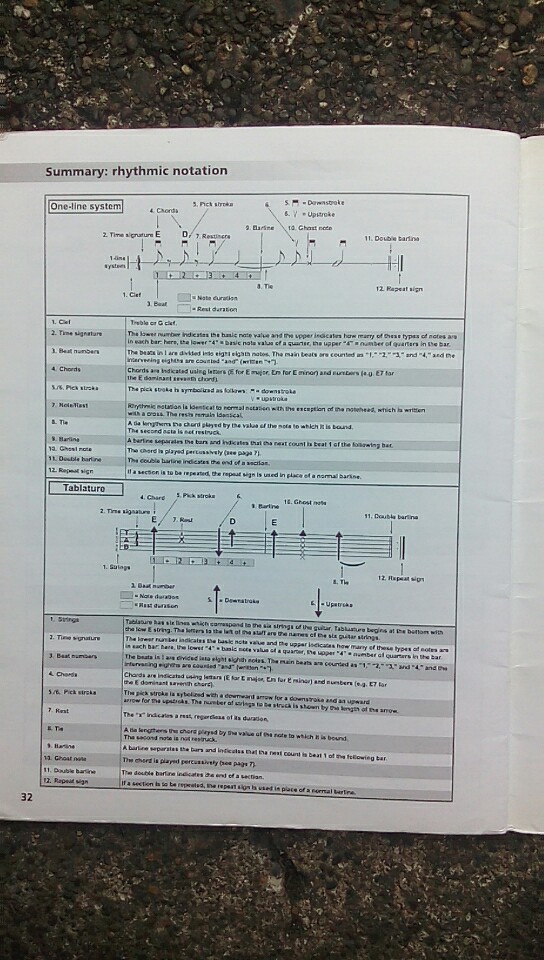 Summary: rhythmic notation
One-line system
5. Pick stroke
4. Chords
6.
5. = Downstroke
6. V = Upstroke
2. Time signature E D 7. Rest/note
9. Barline
10. Ghost note
11. Double barline
1-line
system
1 + 2 + 3 + 4 +
8. Tie
12. Repeat sign
1. Clef
3. Beat
= Note duration
= Rest duration
1. Clef Treble or G clef.
2. Time signature The lower number indicates the basic note value and the upper indicates how many of these types of notes are
in each bar: here, the lower "4" = basic note value of a quarter, the upper "4" = number of quarters in the bar.
3. Beat numbers The beats in I are divided into eight eighth notes. The main beats are counted as "1," "2," "3," and "4," and the
intervening eighths are counted "and" (written "+").
4. Chords Chords are indicated using letters (E for E major, Em for E minor) and numbers (e.g. E7 for
the E dominant seventh chord).
5./6. Pick stroke The pick stroke is symbolized as follows: = downstroke
V = upstroke
7. Note/Rest Rhythmic notation is identical to normal notation with the exception of the notehead, which is written
with a cross. The rests remain identical.
8. Tie A tie lengthens the chord played by the value of the note to which it is bound.
The second note is not restruck.
9. Barline A barline separates the bars and indicates that the next count is beat 1 of the following bar.
10. Ghost note The chord is played percussively (see page 7).
11. Double barline The double barline indicates the end of a section.
12. Repeat sign If a section is to be repeated, the repeat sign is used in place of a normal barline.
Tablature
4. Chord
5. Pick stroke
6.
9. Barline
10. Ghost note
11. Double barline
2. Time signature
E 7. Rest D E
T
A
B
1 + 2 + 3 + 4 +
1. Strings
8. Tie
12. Repeat sign
3. Beat number
= Note duration
= Rest duration
5. = Downstroke
6. = Upstroke
1. Strings Tablature has six lines which correspond to the six strings of the guitar. Tabluature begins at the bottom with
the low E string. The letters to the left of the staff are the names of the six guitar strings.
2. Time signature The lower number indicates the basic note value and the upper indicates how many of these types of notes are
in each bar: here, the lower "4" = basic note value of a quarter, the upper "4" = number of quarters in the bar.
3. Beat numbers The beats in I are divided into eight eighth notes. The main beats are counted as "1," "2," "3," and "4," and the
intervening eighths are counted "and" (written "+").
4. Chords Chords are indicated using letters (E for E major, Em for E minor) and numbers (e.g. E7 for
the E dominant seventh chord).
5./6. Pick stroke The pick stroke is sybolized with a downward arrow for a downstroke and an upward
arrow for the upstroke. The number of strings to be struck is shown by the length of the arrow.
7. Rest The "x" indicates a rest, regardless of its duration.
8. Tie A tie lengthens the chord played by the value of the note to which it is bound.
The second note is not restruck.
9. Barline A barline separates the bars and indicates that the next count is beat 1 of the following bar.
10. Ghost note The chord is played percussively (see page 7).
11. Double barline The double barline indicates the end of a section.
12. Repeat sign If a section is to be repeated, the repeat sign is used in place of a normal barline.
32